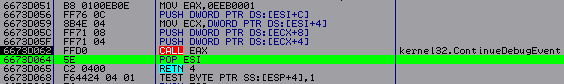 6673D051 B8 0100EB0E MOV EAX,0EEB0001
6673D056 FF76 0C PUSH DWORD PTR DS:[ESI+C]
6673D059 8B4E 04 MOV ECX,DWORD PTR DS:[ESI+4]
6673D05C FF71 08 PUSH DWORD PTR DS:[ECX+8]
6673D05F FF71 04 PUSH DWORD PTR DS:[ECX+4]
6673D062 FFD0 CALL EAX kernel32.ContinueDebugEvent
6673D064 5E POP ESI
6673D065 C2 0400 RETN 4
6673D068 F64424 04 01 TEST BYTE PTR SS:[ESP+4],1